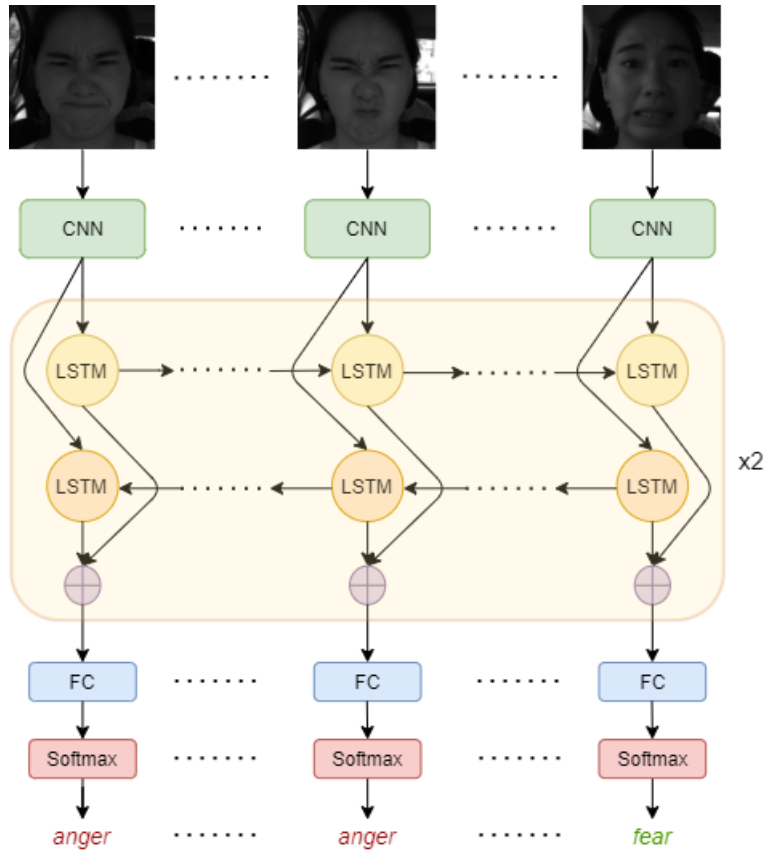 CNN CNN CNN
LSTM LSTM LSTM
x2
LSTM LSTM LSTM
FC FC FC
Softmax Softmax Softmax
anger anger fear